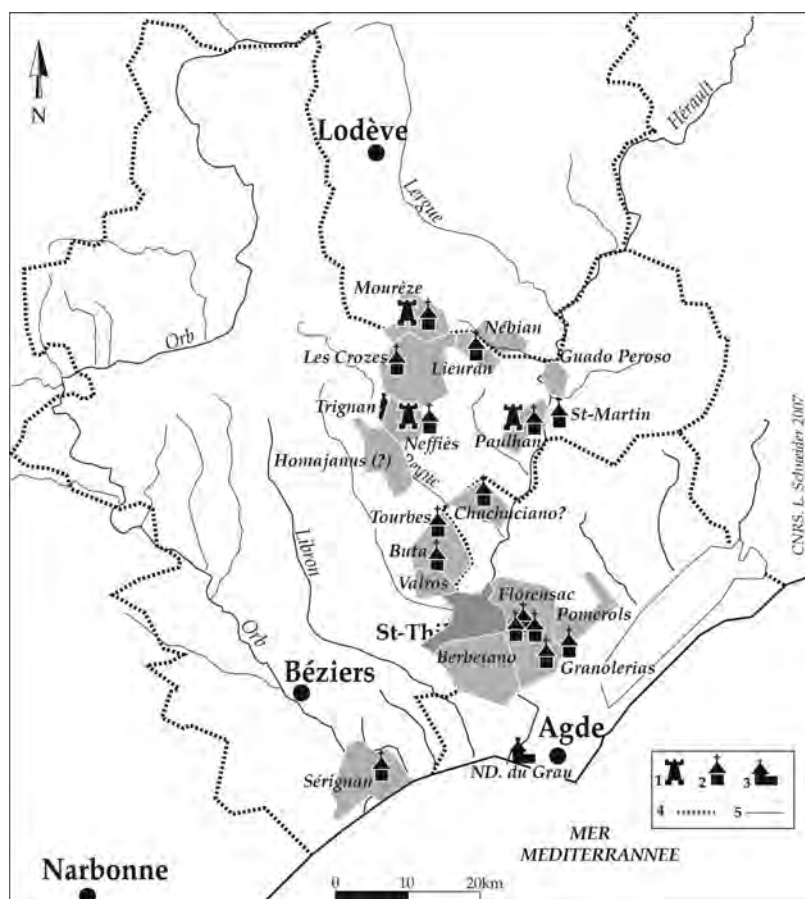 N
Lodève
Hérault
Lergue
Mourèze
Nébian
Orb
Les Crozes
Lieuran
Guado Peroso
Trignan
St-Martin
Neffiès
Paulhan
Homajanus (?)
Chuchuciano?
Tourbes
Libron
Buta
Valros
Florensac
Pomerols
St-Thi
Orb
Berbetano
Granolerias
Béziers
Agde
ND. du Grau
Sérignan
1 2 3
4 5
MER
MEDITERRANNEE
Narbonne
0 10 20km
CNRS. L. Schneider 2007